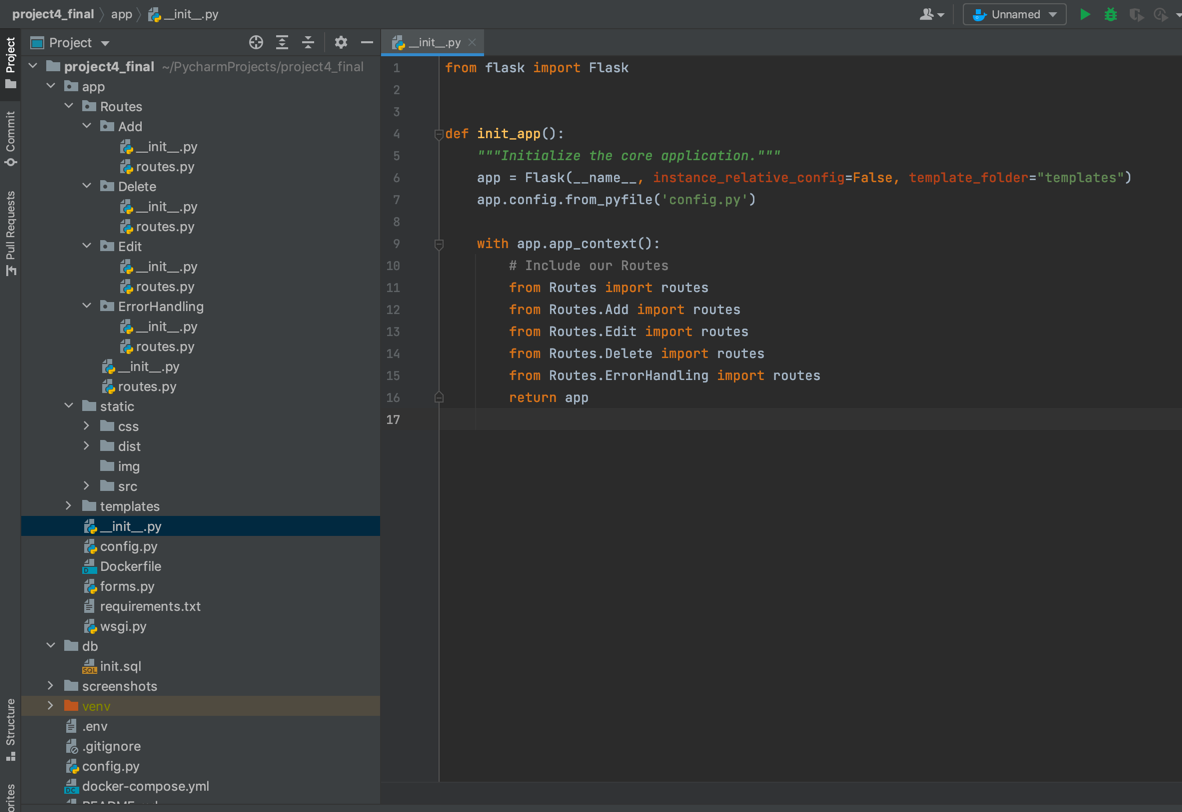 project4_final app __init__.py
Unnamed
Project
Project
__init__.py
project4_final ~/PycharmProjects/project4_final
app
Routes
Add
__init__.py
routes.py
Delete
__init__.py
routes.py
Edit
__init__.py
routes.py
ErrorHandling
__init__.py
routes.py
__init__.py
routes.py
static
css
dist
img
src
templates
__init__.py
config.py
Dockerfile
forms.py
requirements.txt
wsgi.py
db
init.sql
screenshots
venv
.env
.gitignore
config.py
docker-compose.yml
Commit
Pull Requests
Structure
1 from flask import Flask
2
3
4 def init_app():
5 """Initialize the core application."""
6 app = Flask(__name__, instance_relative_config=False, template_folder="templates")
7 app.config.from_pyfile('config.py')
8
9 with app.app_context():
10 # Include our Routes
11 from Routes import routes
12 from Routes.Add import routes
13 from Routes.Edit import routes
14 from Routes.Delete import routes
15 from Routes.ErrorHandling import routes
16 return app
17